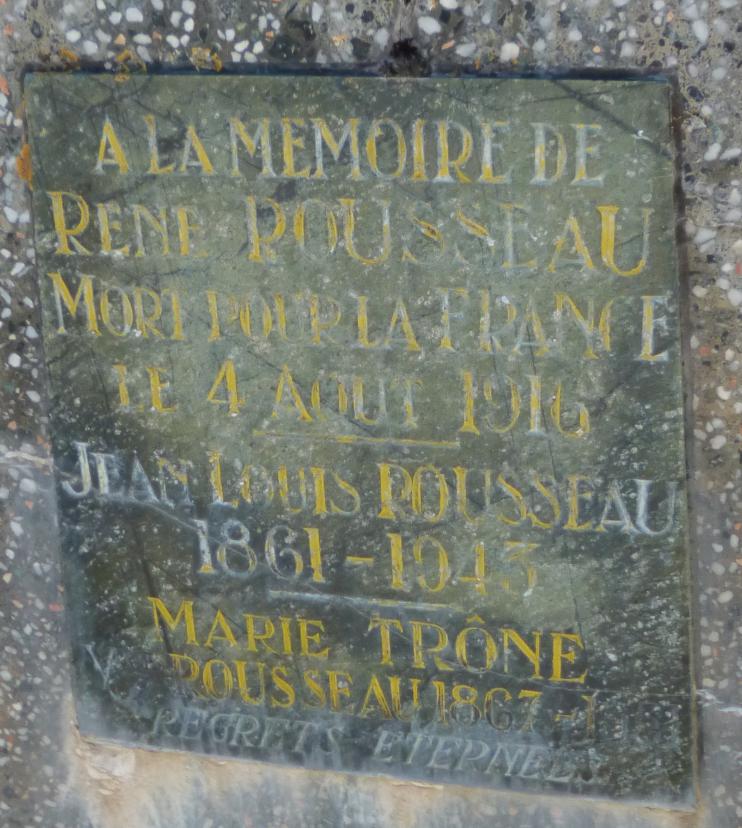 A LA MEMOIRE DE
RENE ROUSSEAU
MORT POUR LA FRANCE
LE 4 AOUT 1916
JEAN LOUIS ROUSSEAU
1861-1943
MARIE TRÔNE
ROUSSEAU 1867-
REGRETS ETERNELS